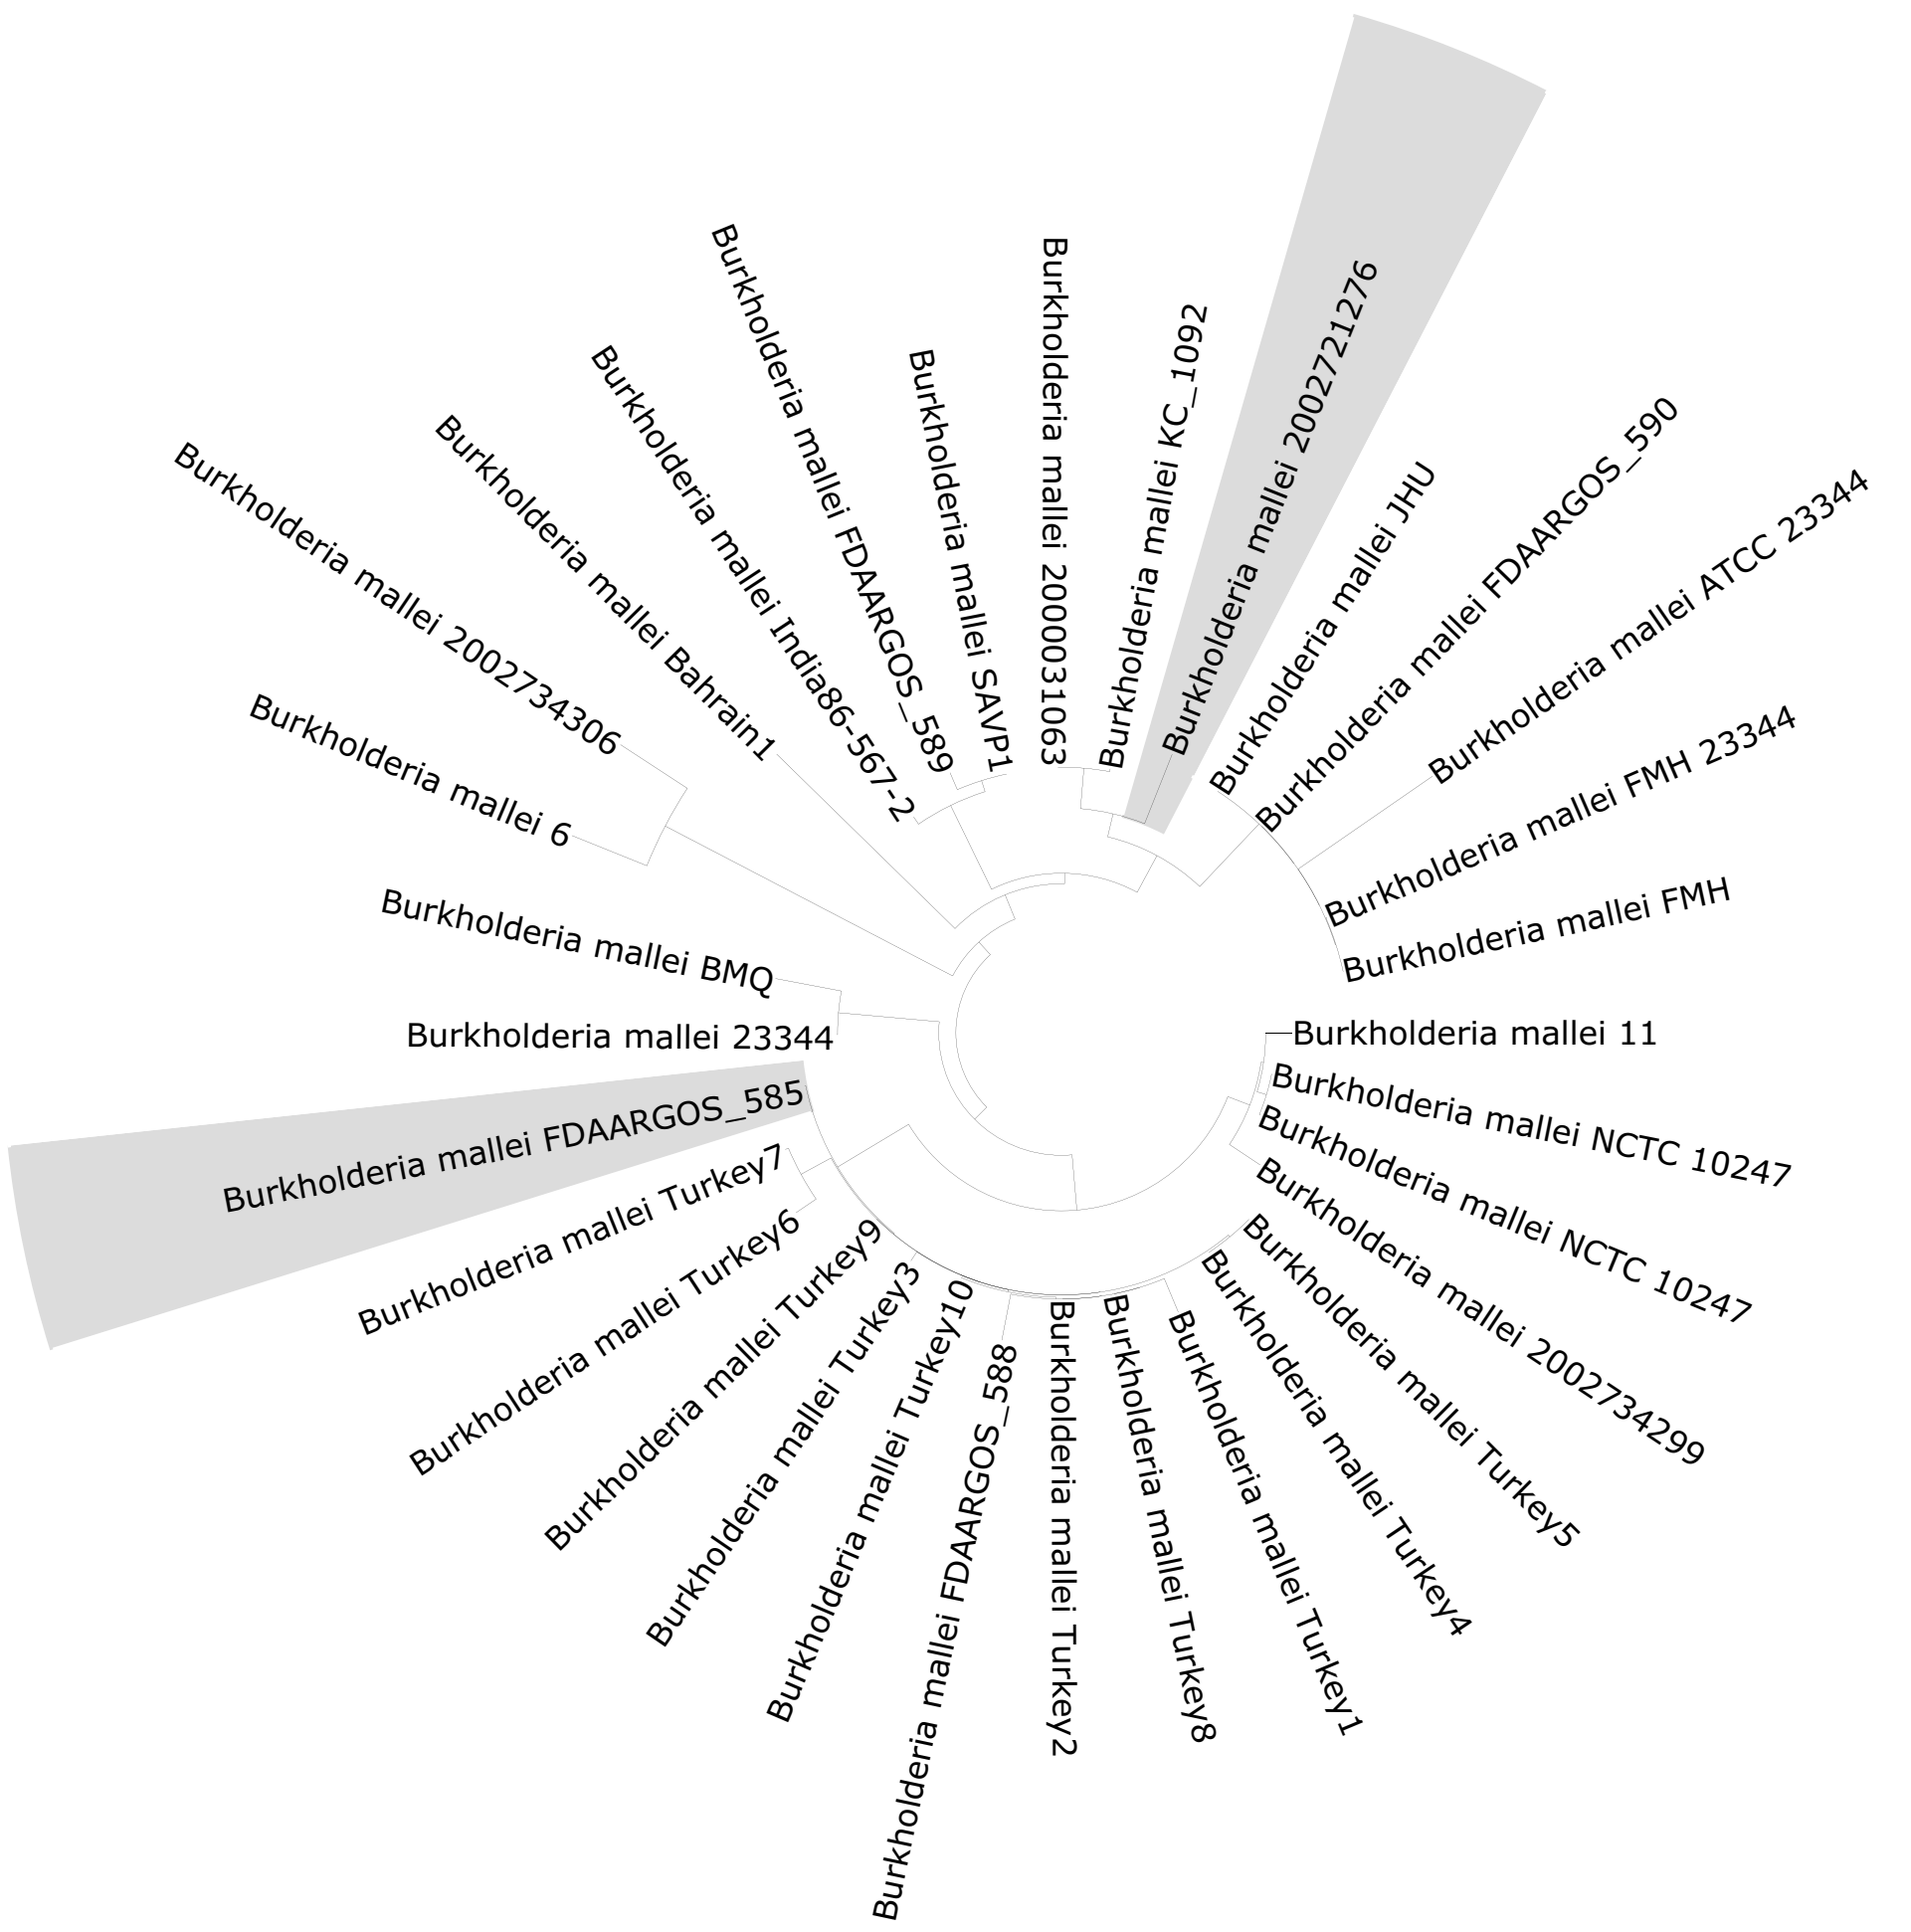 Burkholderia mallei 2000031063
Burkholderia mallei KC_1092
Burkholderia mallei 2002721276
Burkholderia mallei JHU
Burkholderia mallei FDAARGOS_590
Burkholderia mallei ATCC 23344
Burkholderia mallei FMH 23344
Burkholderia mallei FMH
Burkholderia mallei 11
Burkholderia mallei NCTC 10247
Burkholderia mallei NCTC 10247
Burkholderia mallei 2002734299
Burkholderia mallei Turkey5
Burkholderia mallei Turkey4
Burkholderia mallei Turkey1
Burkholderia mallei Turkey8
Burkholderia mallei Turkey2
Burkholderia mallei FDAARGOS_588
Burkholderia mallei Turkey10
Burkholderia mallei Turkey3
Burkholderia mallei Turkey9
Burkholderia mallei Turkey6
Burkholderia mallei Turkey7
Burkholderia mallei FDAARGOS_585
Burkholderia mallei 23344
Burkholderia mallei BMQ
Burkholderia mallei 6
Burkholderia mallei 2002734306
Burkholderia mallei Bahrain1
Burkholderia mallei India86-567-2
Burkholderia mallei FDAARGOS_589
Burkholderia mallei SAVP1